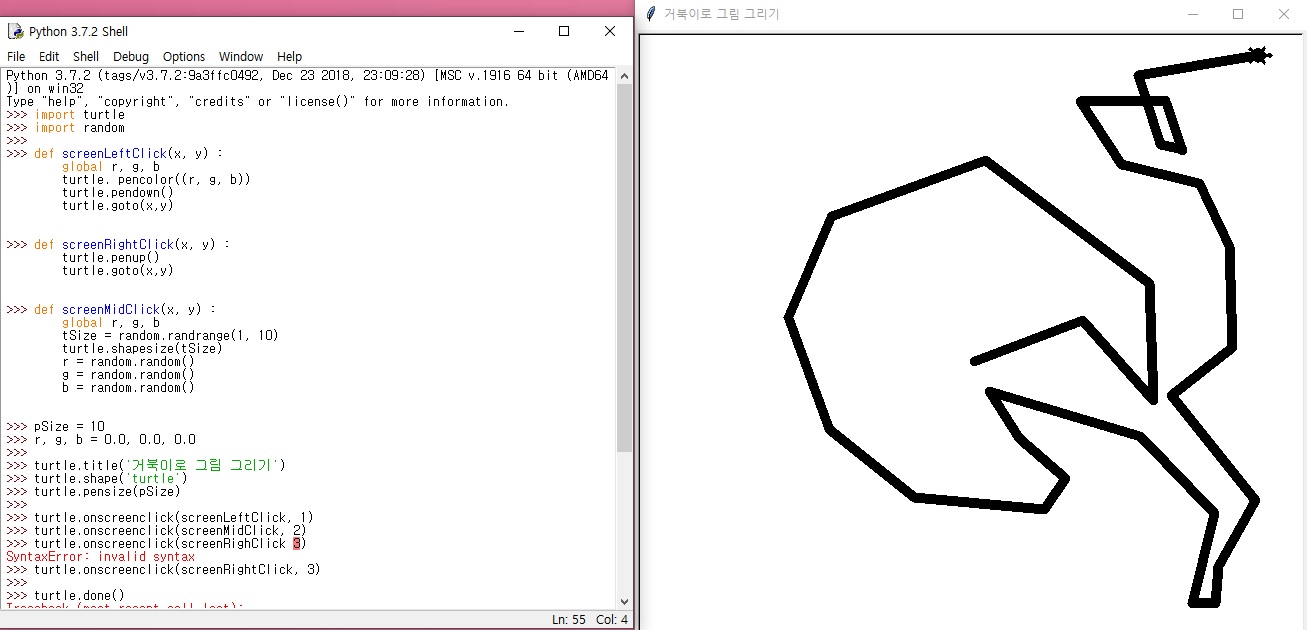 Python 3.7.2 Shell
File Edit Shell Debug Options Window Help
Python 3.7.2 (tags/v3.7.2:9a3ffc0492, Dec 23 2018, 23:09:28) [MSC v.1916 64 bit (AMD64
)] on win32
Type "help", "copyright", "credits" or "license()" for more information.
>>> import turtle
>>> import random
>>>
>>> def screenLeftClick(x, y) :
        global r, g, b
        turtle. pencolor((r, g, b))
        turtle.pendown()
        turtle.goto(x,y)
>>> def screenRightClick(x, y) :
        turtle.penup()
        turtle.goto(x,y)
>>> def screenMidClick(x, y) :
        global r, g, b
        tSize = random.randrange(1, 10)
        turtle.shapesize(tSize)
        r = random.random()
        g = random.random()
        b = random.random()
>>> pSize = 10
>>> r, g, b = 0.0, 0.0, 0.0
>>>
>>> turtle.title('거북이로 그림 그리기')
>>> turtle.shape('turtle')
>>> turtle.pensize(pSize)
>>>
>>> turtle.onscreenclick(screenLeftClick, 1)
>>> turtle.onscreenclick(screenMidClick, 2)
>>> turtle.onscreenclick(screenRighClick 3)
SyntaxError: invalid syntax
>>> turtle.onscreenclick(screenRightClick, 3)
>>>
>>> turtle.done()
Traceback (most recent call last):
Ln: 55 Col: 4
거북이로 그림 그리기